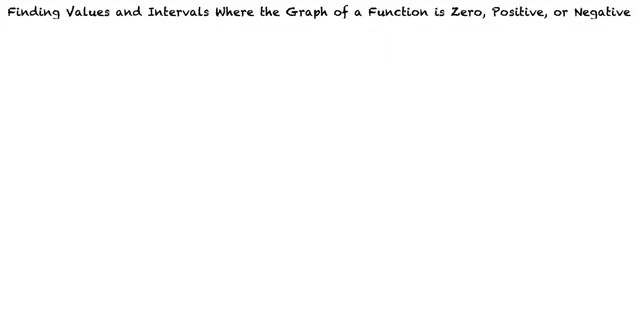 Finding Values and Intervals Where the Graph of a Function is Zero, Positive, or Negative